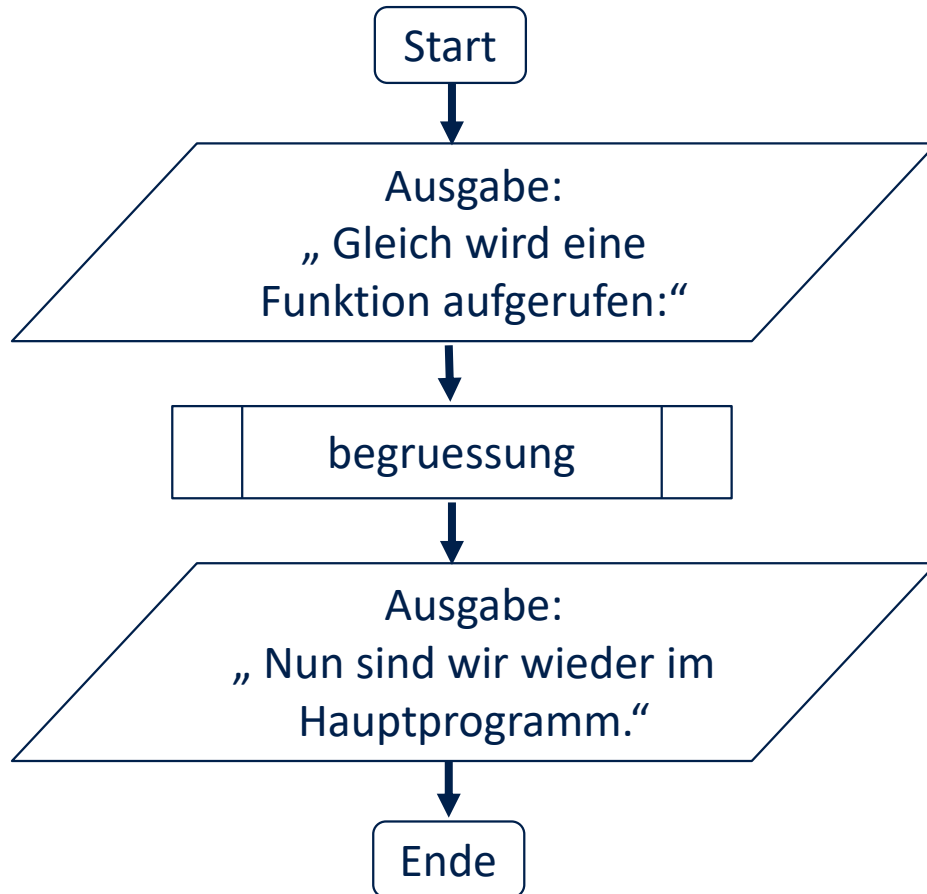 Start
Ausgabe:
„ Gleich wird eine
Funktion aufgerufen:“
begruessung
Ausgabe:
„ Nun sind wir wieder im
Hauptprogramm.“
Ende